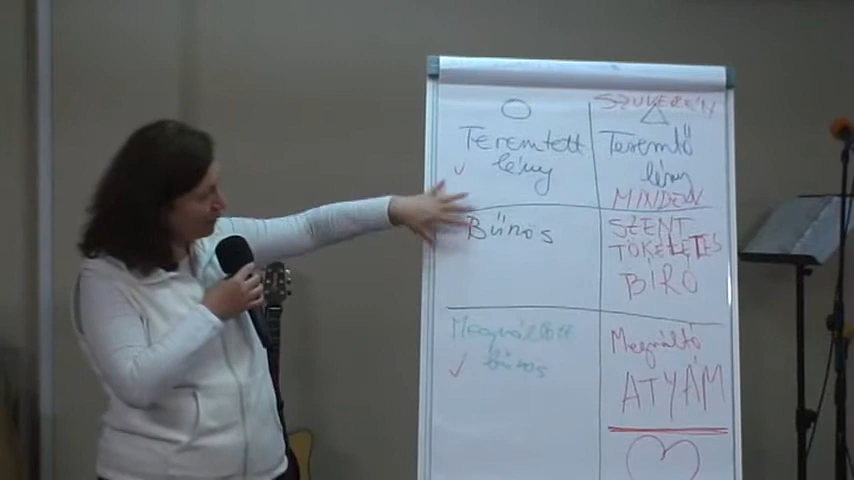 Teremtett
lény
Bűnös
Megváltott
bűnös
SZUVERÉN
Teremtő
lény
MINDEN
SZENT
TÖKÉLETES
BÍRÓ
Megváltó
ATYÁM